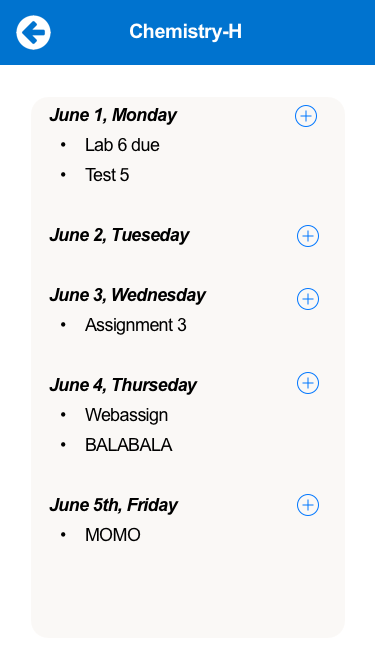 Chemistry-H
June 1, Monday
• Lab 6 due
• Test 5
June 2, Tueseday
June 3, Wednesday
• Assignment 3
June 4, Thurseday
• Webassign
• BALABALA
June 5th, Friday
• MOMO